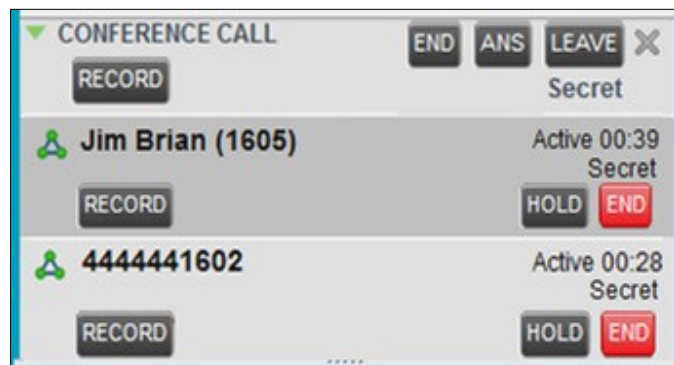 CONFERENCE CALL END ANS LEAVE
RECORD Secret
Jim Brian (1605) Active 00:39
Secret
RECORD HOLD END
4444441602 Active 00:28
Secret
RECORD HOLD END